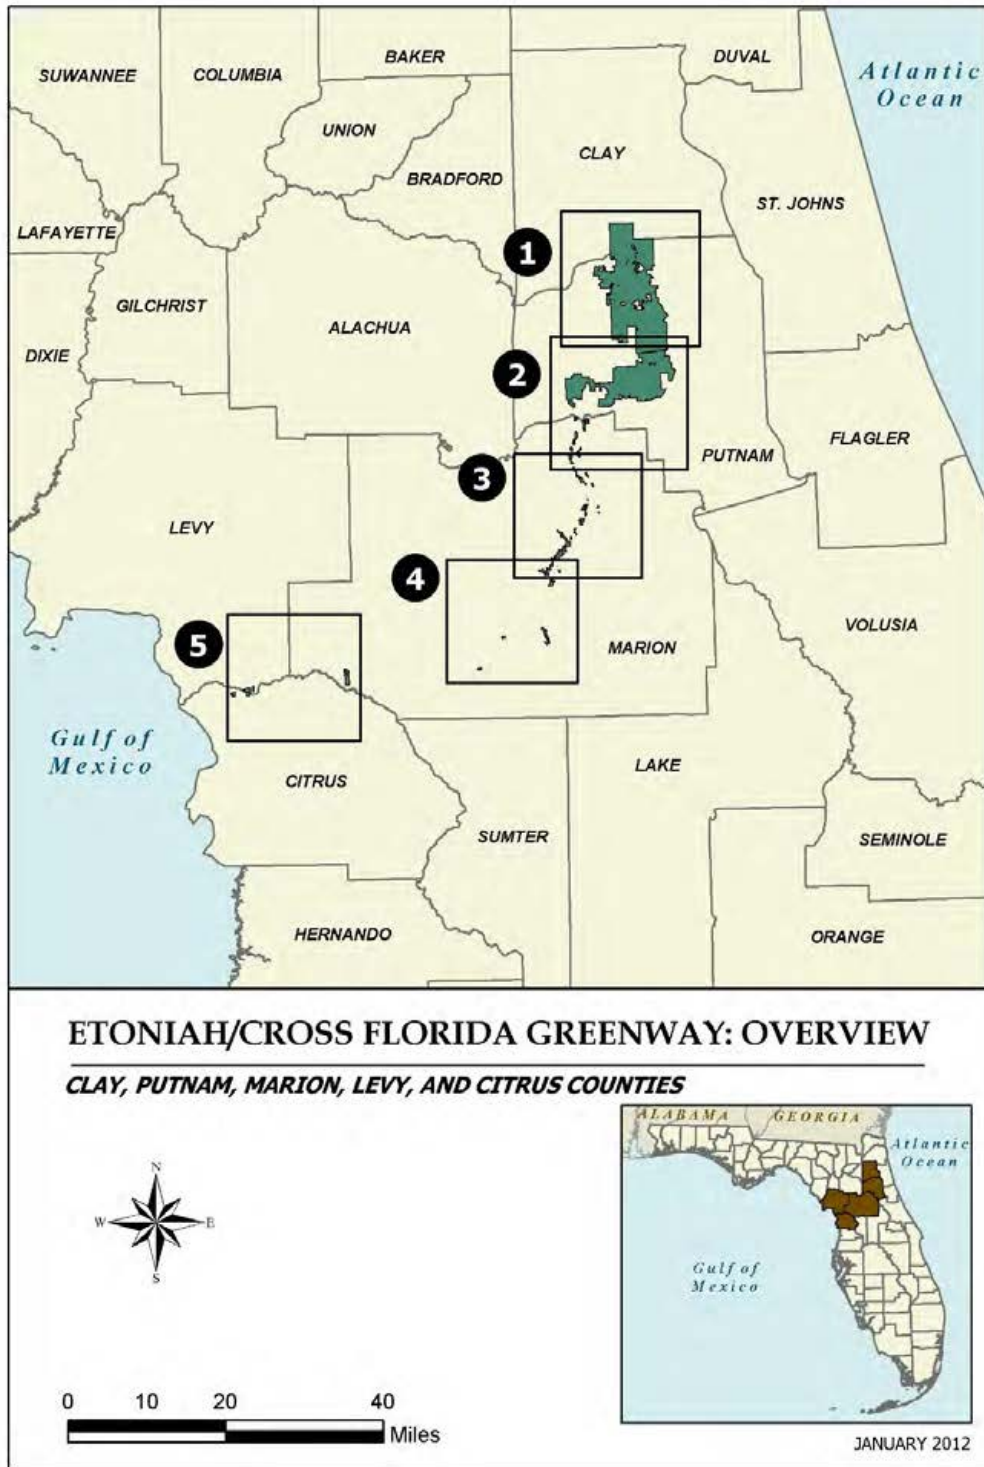 BAKER
DUVAL
SUWANNEE
COLUMBIA
Atlantic
Ocean
UNION
CLAY
BRADFORD
ST. JOHNS
LAFAYETTE
1
GILCHRIST
ALACHUA
DIXIE
2
FLAGLER
PUTNAM
3
LEVY
4
VOLUSIA
5
MARION
Gulf of
Mexico
LAKE
CITRUS
SUMTER
SEMINOLE
HERNANDO
ORANGE
ETONIAH/CROSS FLORIDA GREENWAY: OVERVIEW
CLAY, PUTNAM, MARION, LEVY, AND CITRUS COUNTIES
ALABAMA
GEORGIA
Atlantic
Ocean
N
W
E
S
Gulf of
Mexico
0 10 20 40
Miles
JANUARY 2012